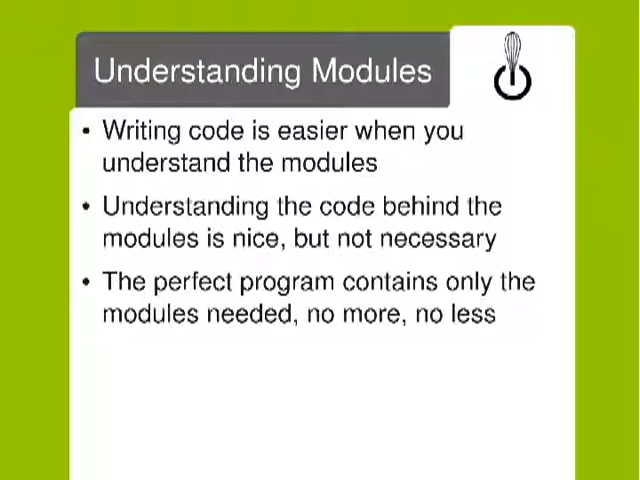 Understanding Modules
• Writing code is easier when you
understand the modules
• Understanding the code behind the
modules is nice, but not necessary
• The perfect program contains only the
modules needed, no more, no less